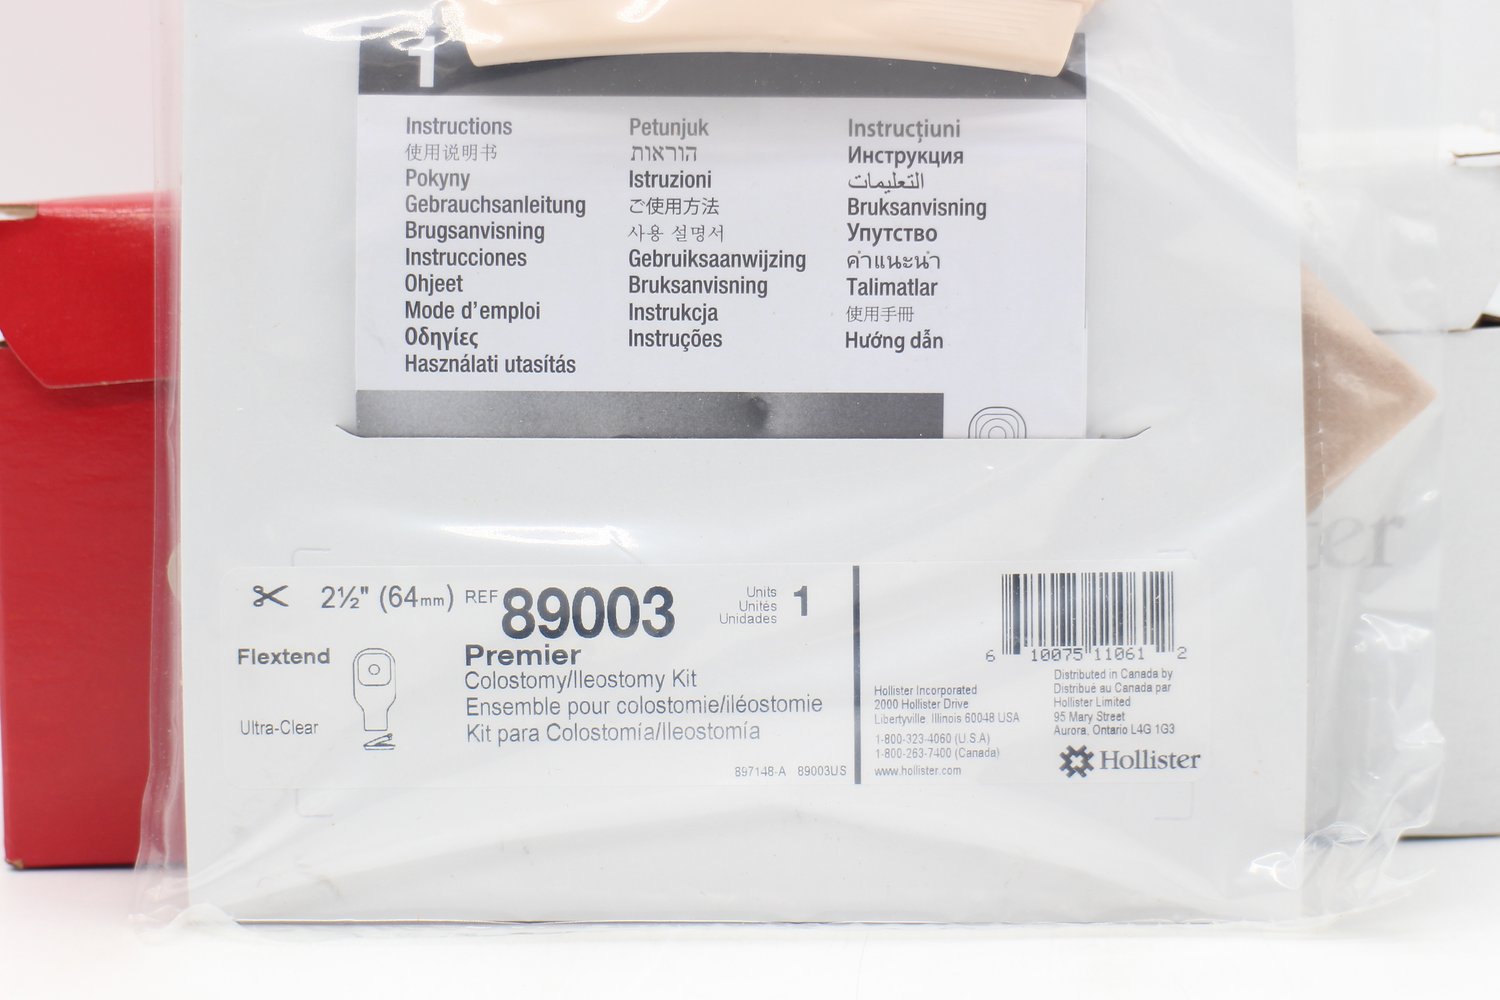 1
Instructions
使用说明书
Pokyny
Gebrauchsanleitung
Brugsanvisning
Instrucciones
Ohjeet
Mode d'emploi
Οδηγίες
Használati utasítás
Petunjuk
הוראות
Istruzioni
ご使用方法
사용 설명서
Gebruiksaanwijzing
Bruksanvisning
Instrukcja
Instruções
Instrucțiuni
Инструкция
التعليمات
Bruksanvisning
Упутство
คำแนะนำ
Talimatlar
使用手冊
Hướng dẫn
2½" (64mm)
REF 89003
Units
Unités
Unidades
1
Flextend
Ultra-Clear
Premier
Colostomy/Ileostomy Kit
Ensemble pour colostomie/iléostomie
Kit para Colostomía/Ileostomía
897148-A 89003US
6 10075 11061 2
Hollister Incorporated
2000 Hollister Drive
Libertyville, Illinois 60048 USA
1-800-323-4060 (U.S.A)
1-800-263-7400 (Canada)
www.hollister.com
Distributed in Canada by
Distribué au Canada par
Hollister Limited
95 Mary Street
Aurora, Ontario L4G 1G3
Hollister